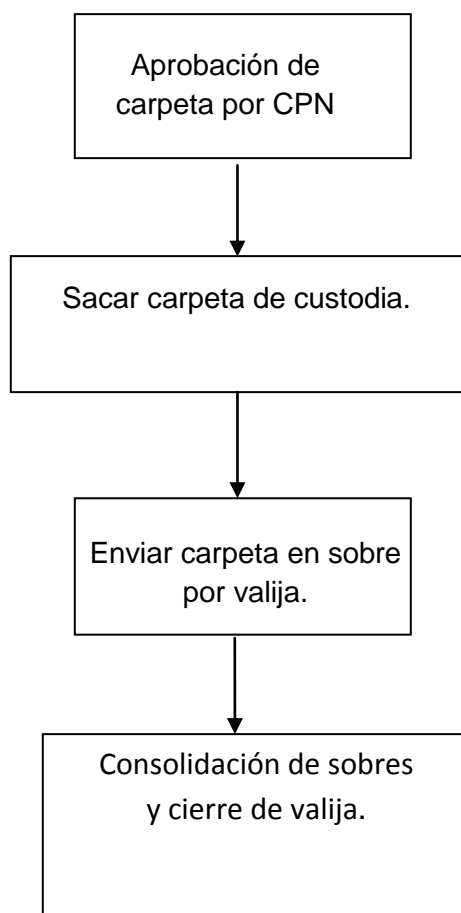 Aprobación de
carpeta por CPN
Sacar carpeta de custodia.
Enviar carpeta en sobre
por valija.
Consolidación de sobres
y cierre de valija.